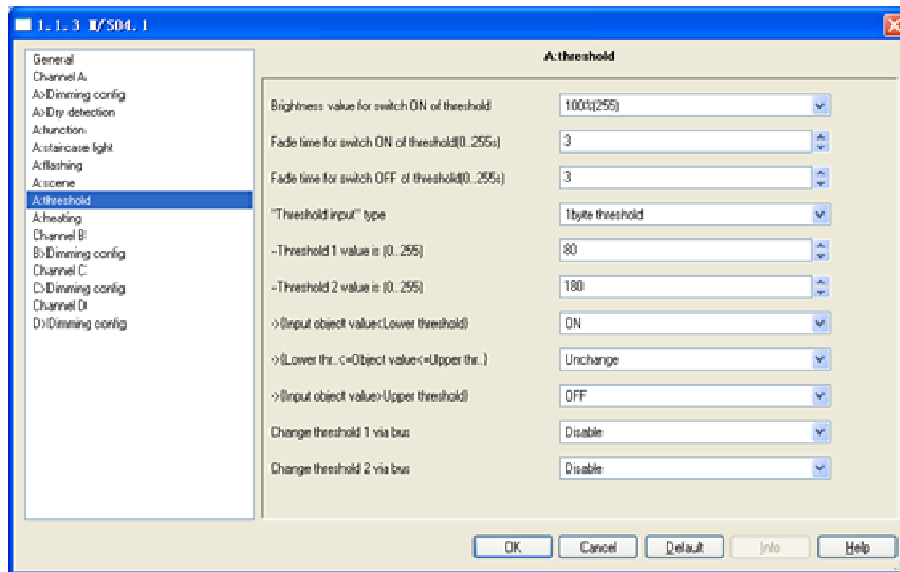 1.1.3 M/S04.1
General
Channel A:
A>Dimming config
A>Dry detection
A:function
A:staircase light
A:flashing
A:scene
A:threshold
A:heating
Channel B:
B>Dimming config
Channel C:
C>Dimming config
Channel D:
D>Dimming config
A:threshold
Brightness value for switch ON of threshold
100%(255)
Fade time for switch ON of threshold(0..255s)
3
Fade time for switch OFF of threshold(0..255s)
3
"Threshold input" type
1byte threshold
--Threshold 1 value is (0..255)
80
--Threshold 2 value is (0..255)
180
->(Input object value<Lower threshold)
ON
->(Lower thr..<=Object value<=Upper thr..)
Unchange
->(Input object value>Upper threshold)
OFF
Change threshold 1 via bus
Disable
Change threshold 2 via bus
Disable
OK
Cancel
Default
Info
Help